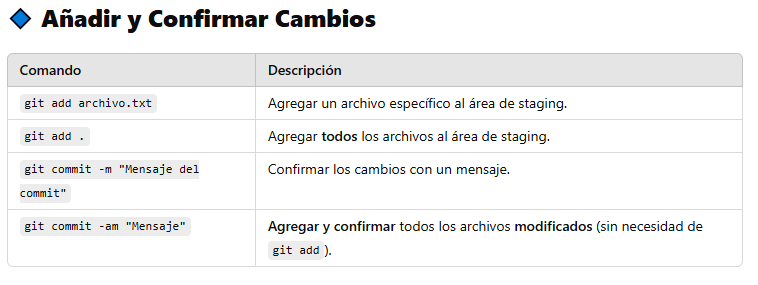 Añadir y Confirmar Cambios
Comando Descripción
git add archivo.txt Agregar un archivo específico al área de staging.
git add . Agregar todos los archivos al área de staging.
git commit -m "Mensaje del
commit" Confirmar los cambios con un mensaje.
git commit -am "Mensaje" Agregar y confirmar todos los archivos modificados (sin necesidad de
git add).